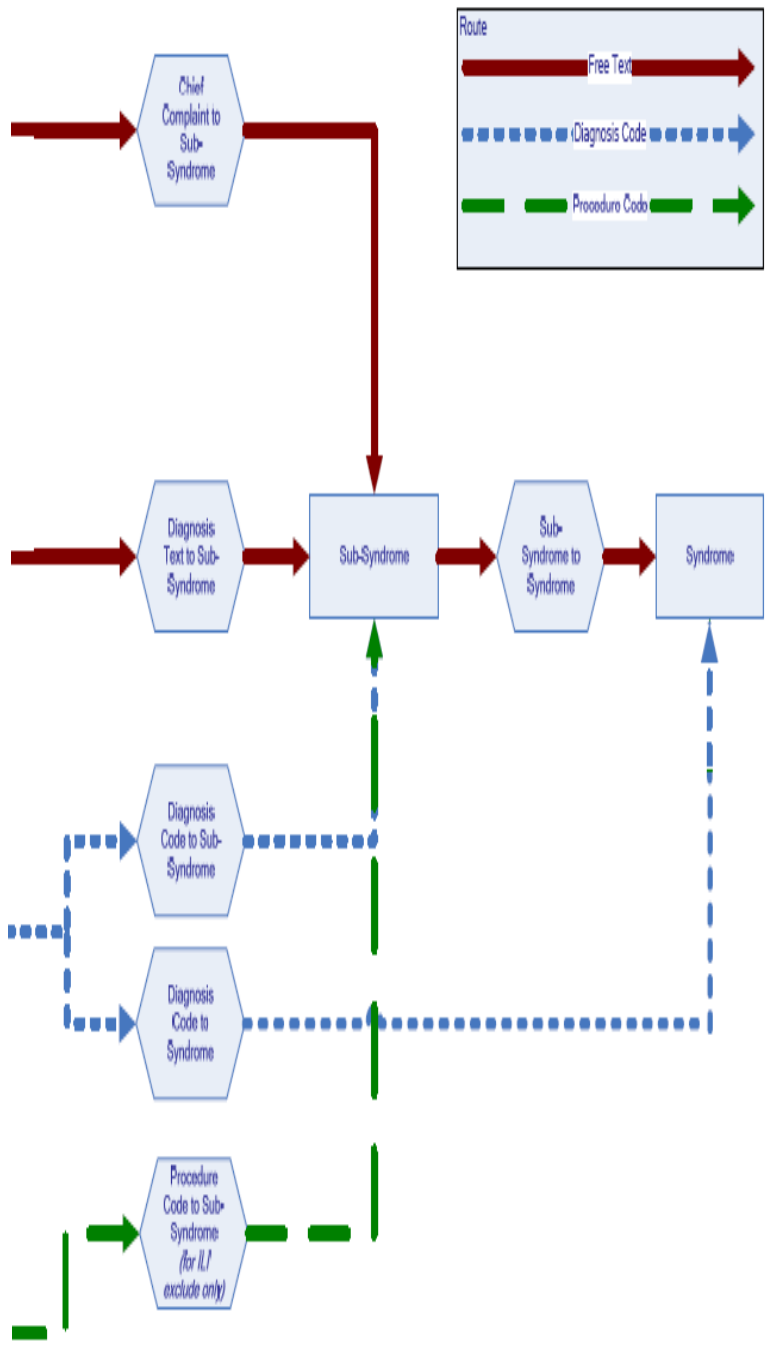 Route
Free Text
Diagnosis Code
Procedure Code
Chief
Complaint to
Sub-
Syndrome
Diagnosis
Text to Sub-
Syndrome
Sub-Syndrome
Sub-
Syndrome to
Syndrome
Syndrome
Diagnosis
Code to Sub-
Syndrome
Diagnosis
Code to
Syndrome
Procedure
Code to Sub-
Syndrome
(for ILI
exclude only)